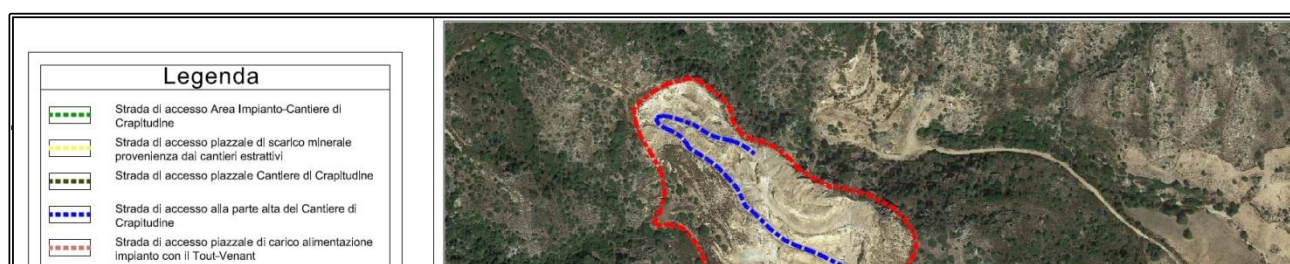 Legenda
Strada di accesso Area Impianto-Cantiere di
Crapitudine
Strada di accesso piazzale di scarico minerale
provenienza dai cantieri estrattivi
Strada di accesso piazzale Cantiere di Crapitudine
Strada di accesso alla parte alta del Cantiere di
Crapitudine
Strada di accesso piazzale di carico alimentazione
impianto con il Tout-Venant